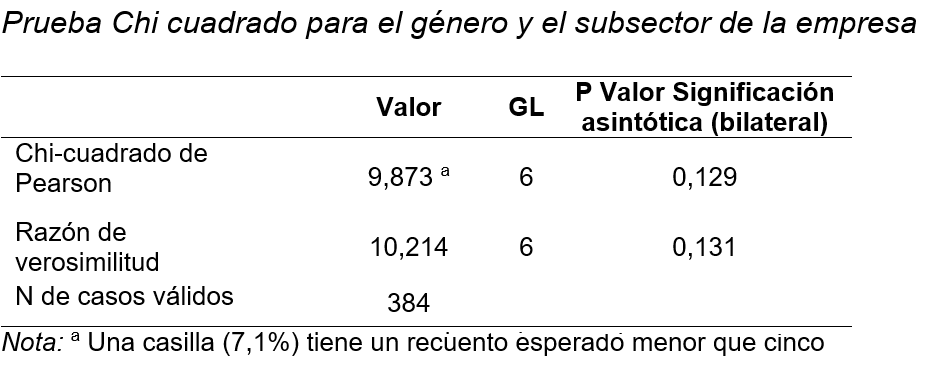 Prueba Chi cuadrado para el género y el subsector de la empresa
Valor GL P Valor Significación asintótica (bilateral)
Chi-cuadrado de Pearson 9,873 a 6 0,129
Razón de verosimilitud 10,214 6 0,131
N de casos válidos 384
Nota: a Una casilla (7,1%) tiene un recuento esperado menor que cinco